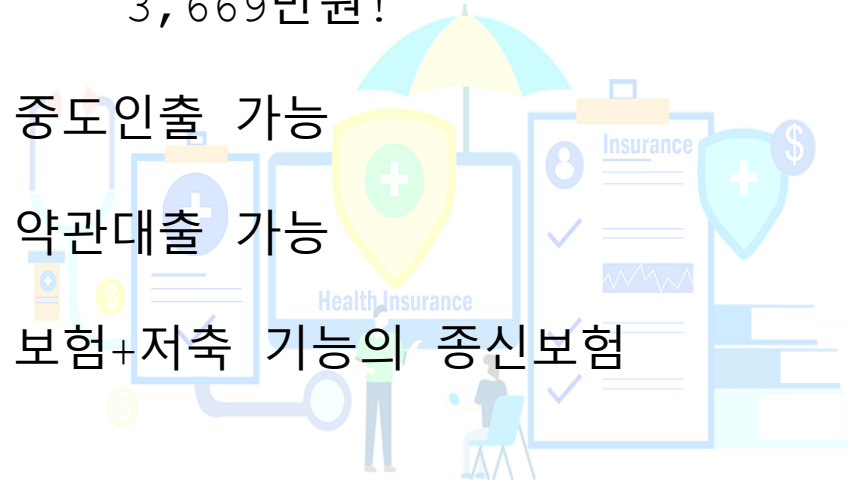 3,669만원!
중도인출 가능
Insurance
약관대출 가능
Health Insurance
보험+저축 기능의 종신보험